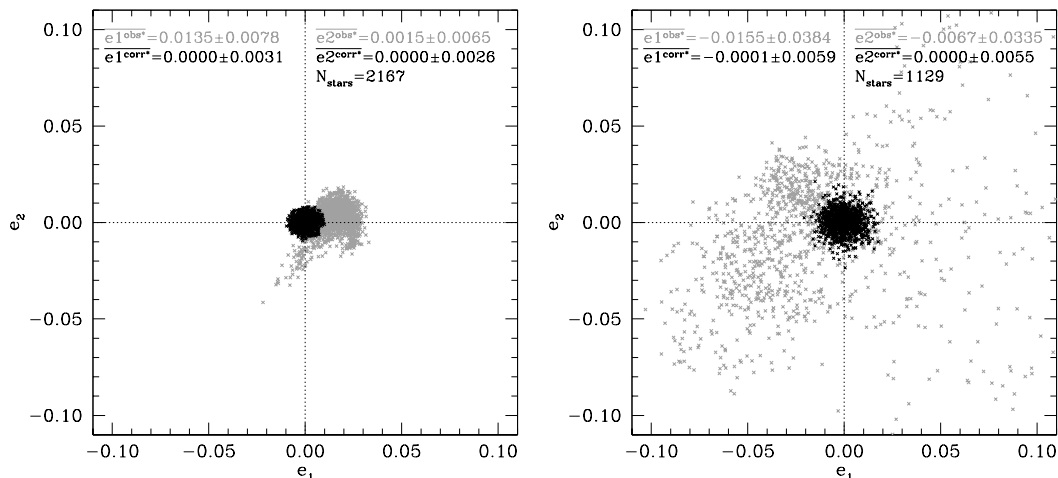 e1obs*=0.0135±0.0078 e2obs*=0.0015±0.0065
e1corr*=0.0000±0.0031 e2corr*=0.0000±0.0026
Nstars=2167
0.10
0.05
0.00
−0.05
−0.10
e2
−0.10 −0.05 0.00 0.05 0.10
e1
e1obs*=−0.0155±0.0384 e2obs*=−0.0067±0.0335
e1corr*=−0.0001±0.0059 e2corr*=0.0000±0.0055
Nstars=1129
0.10
0.05
0.00
−0.05
−0.10
e2
−0.10 −0.05 0.00 0.05 0.10
e1